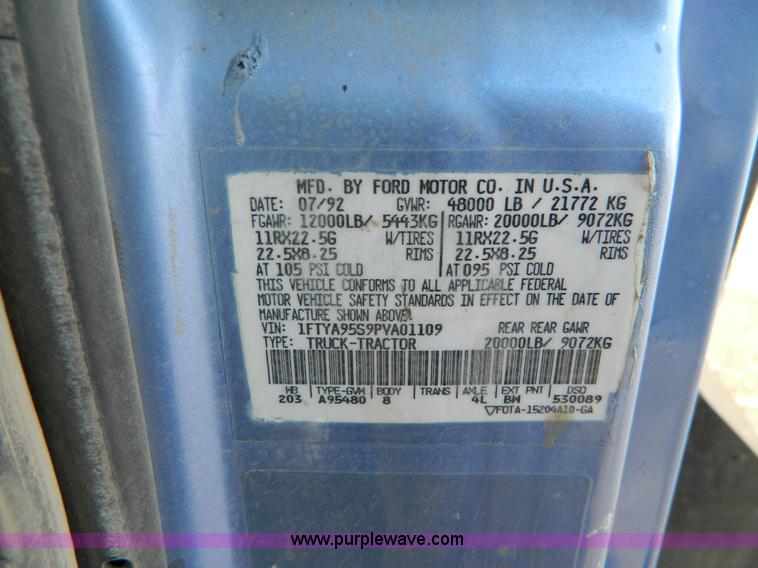 MFD. BY FORD MOTOR CO. IN U.S.A.
DATE: 07/92 GVWR: 48000 LB / 21772 KG
FGAWR: 12000LB/ 5443KG RGAWR: 20000LB/ 9072KG
11RX22.5G W/TIRES 11RX22.5G W/TIRES
22.5X8.25 RIMS 22.5X8.25 RIMS
AT 105 PSI COLD AT 095 PSI COLD
THIS VEHICLE CONFORMS TO ALL APPLICABLE FEDERAL
MOTOR VEHICLE SAFETY STANDARDS IN EFFECT ON THE DATE OF
MANUFACTURE SHOWN ABOVE.
VIN: 1FTYA95S9PVA01109 REAR REAR GAWR
TYPE: TRUCK-TRACTOR 20000LB/ 9072KG
WB TYPE-GVW BODY TRANS AXLE EXT PNT DSO
203 A95480 8 4L BW 530089
FOTA-15204A10-GA
www.purplewave.com